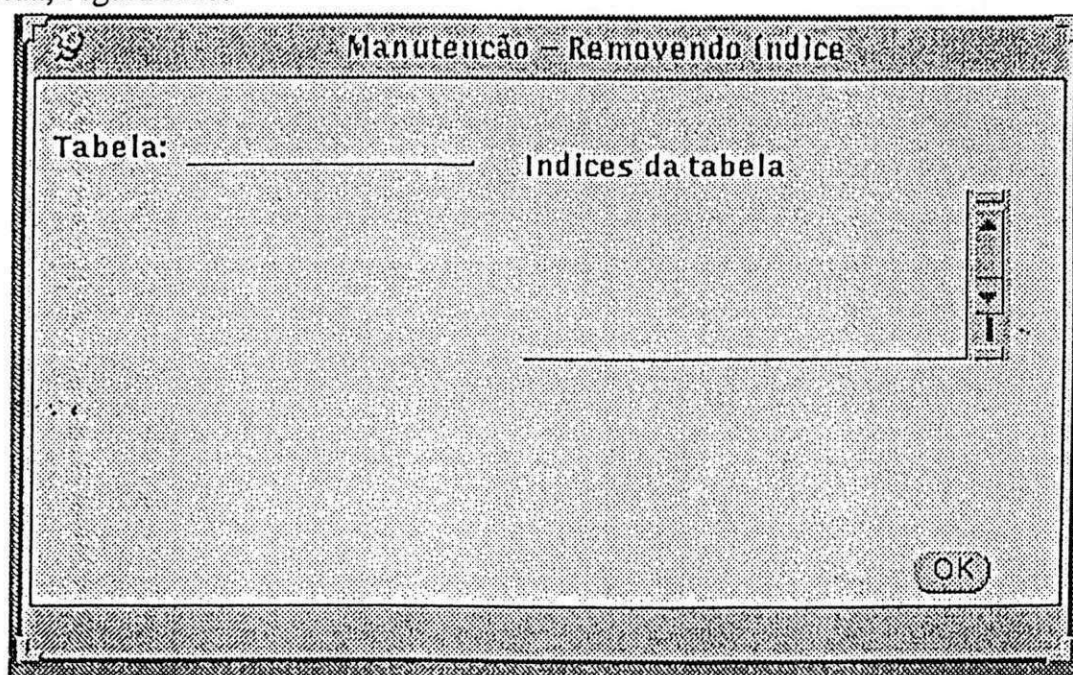 Manutencão – Removendo índice
Tabela:
Indices da tabela
OK